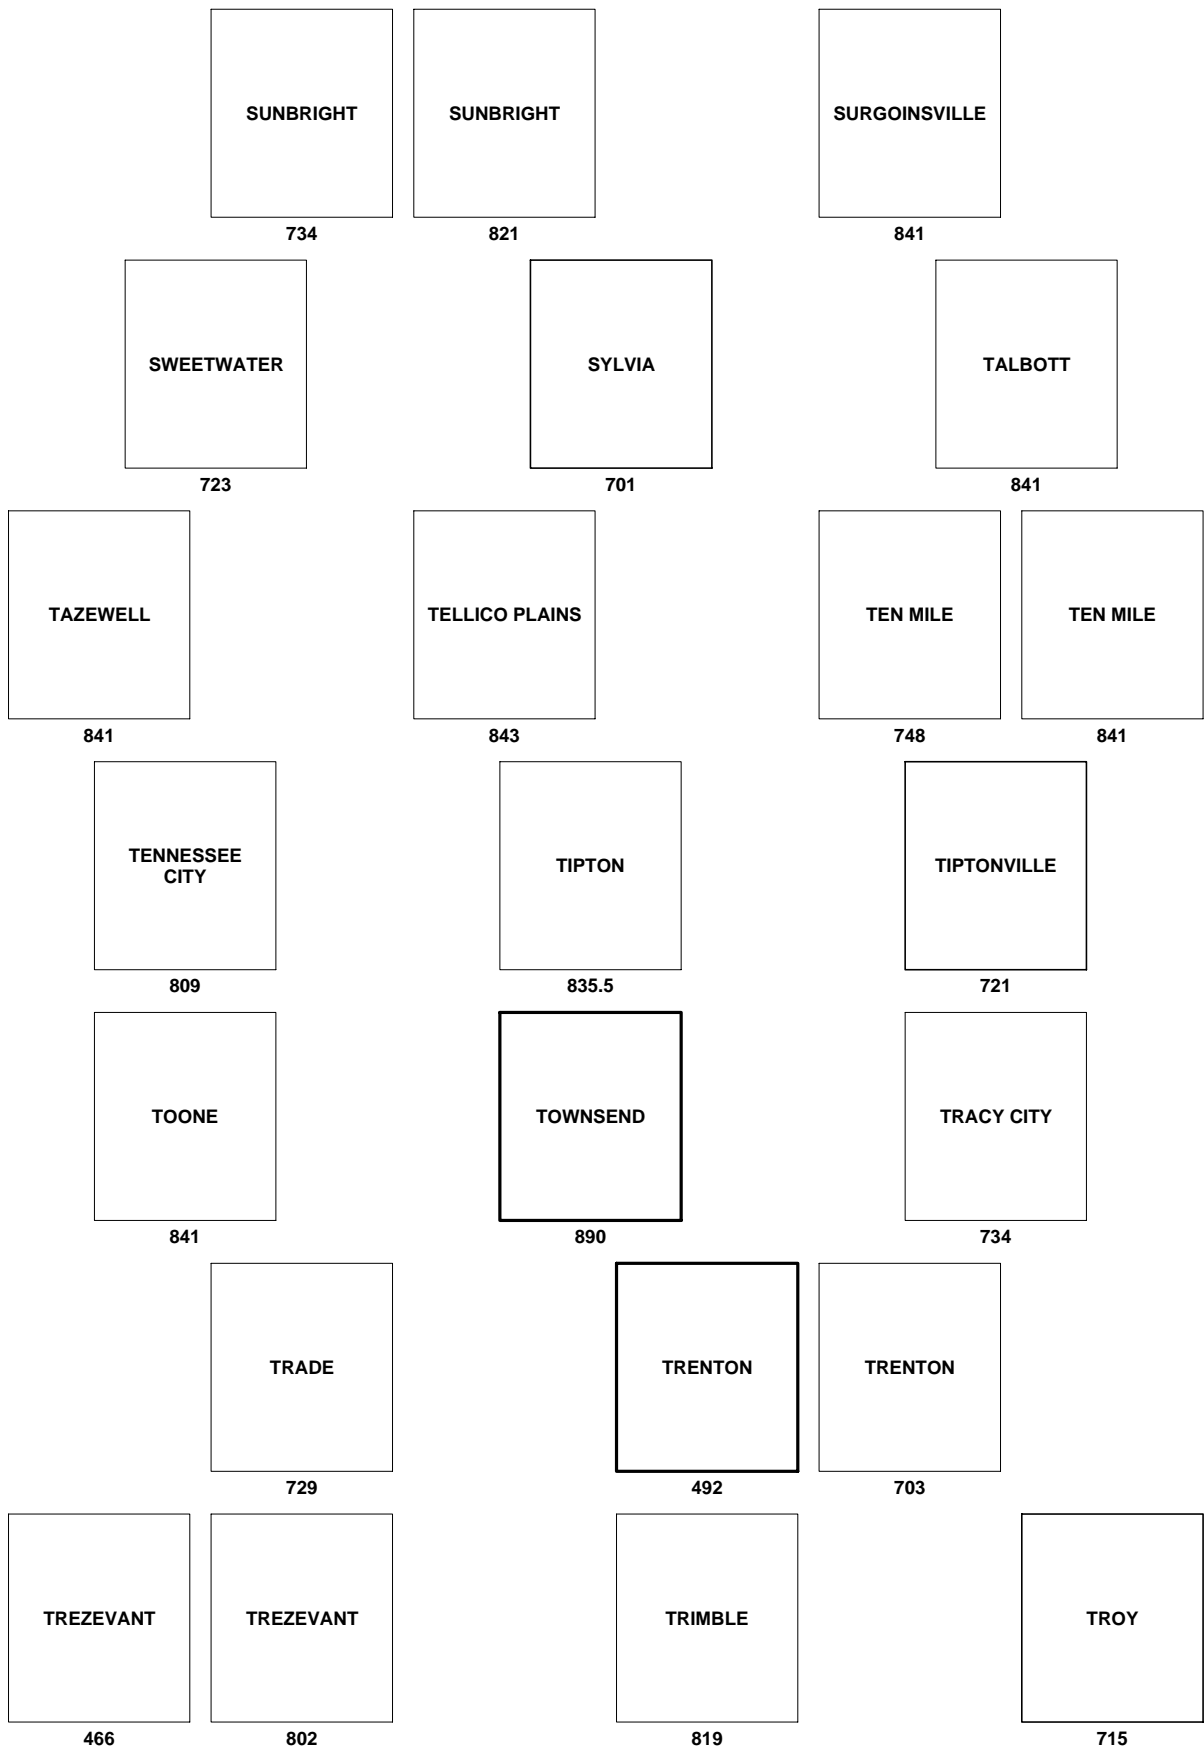 SUNBRIGHT
SUNBRIGHT
SURGOINSVILLE
734
821
841
SWEETWATER
SYLVIA
TALBOTT
723
701
841
TAZEWELL
TELLICO PLAINS
TEN MILE
TEN MILE
841
843
748
841
TENNESSEE
CITY
TIPTON
TIPTONVILLE
809
835.5
721
TOONE
TOWNSEND
TRACY CITY
841
890
734
TRADE
TRENTON
TRENTON
729
492
703
TREZEVANT
TREZEVANT
TRIMBLE
TROY
466
802
819
715